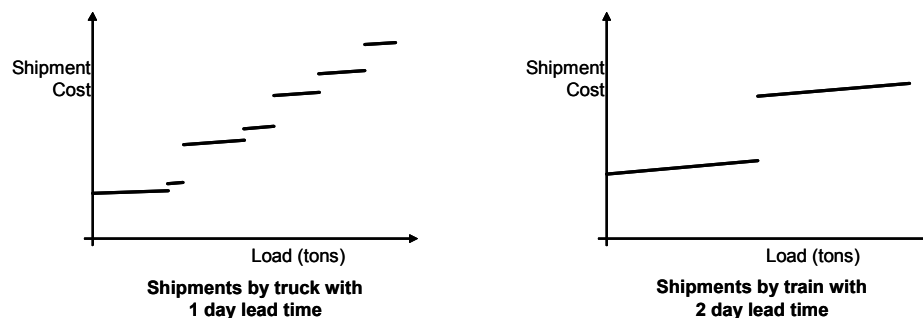 Shipment
Cost
Load (tons)
Shipments by truck with
1 day lead time
Shipment
Cost
Load (tons)
Shipments by train with
2 day lead time